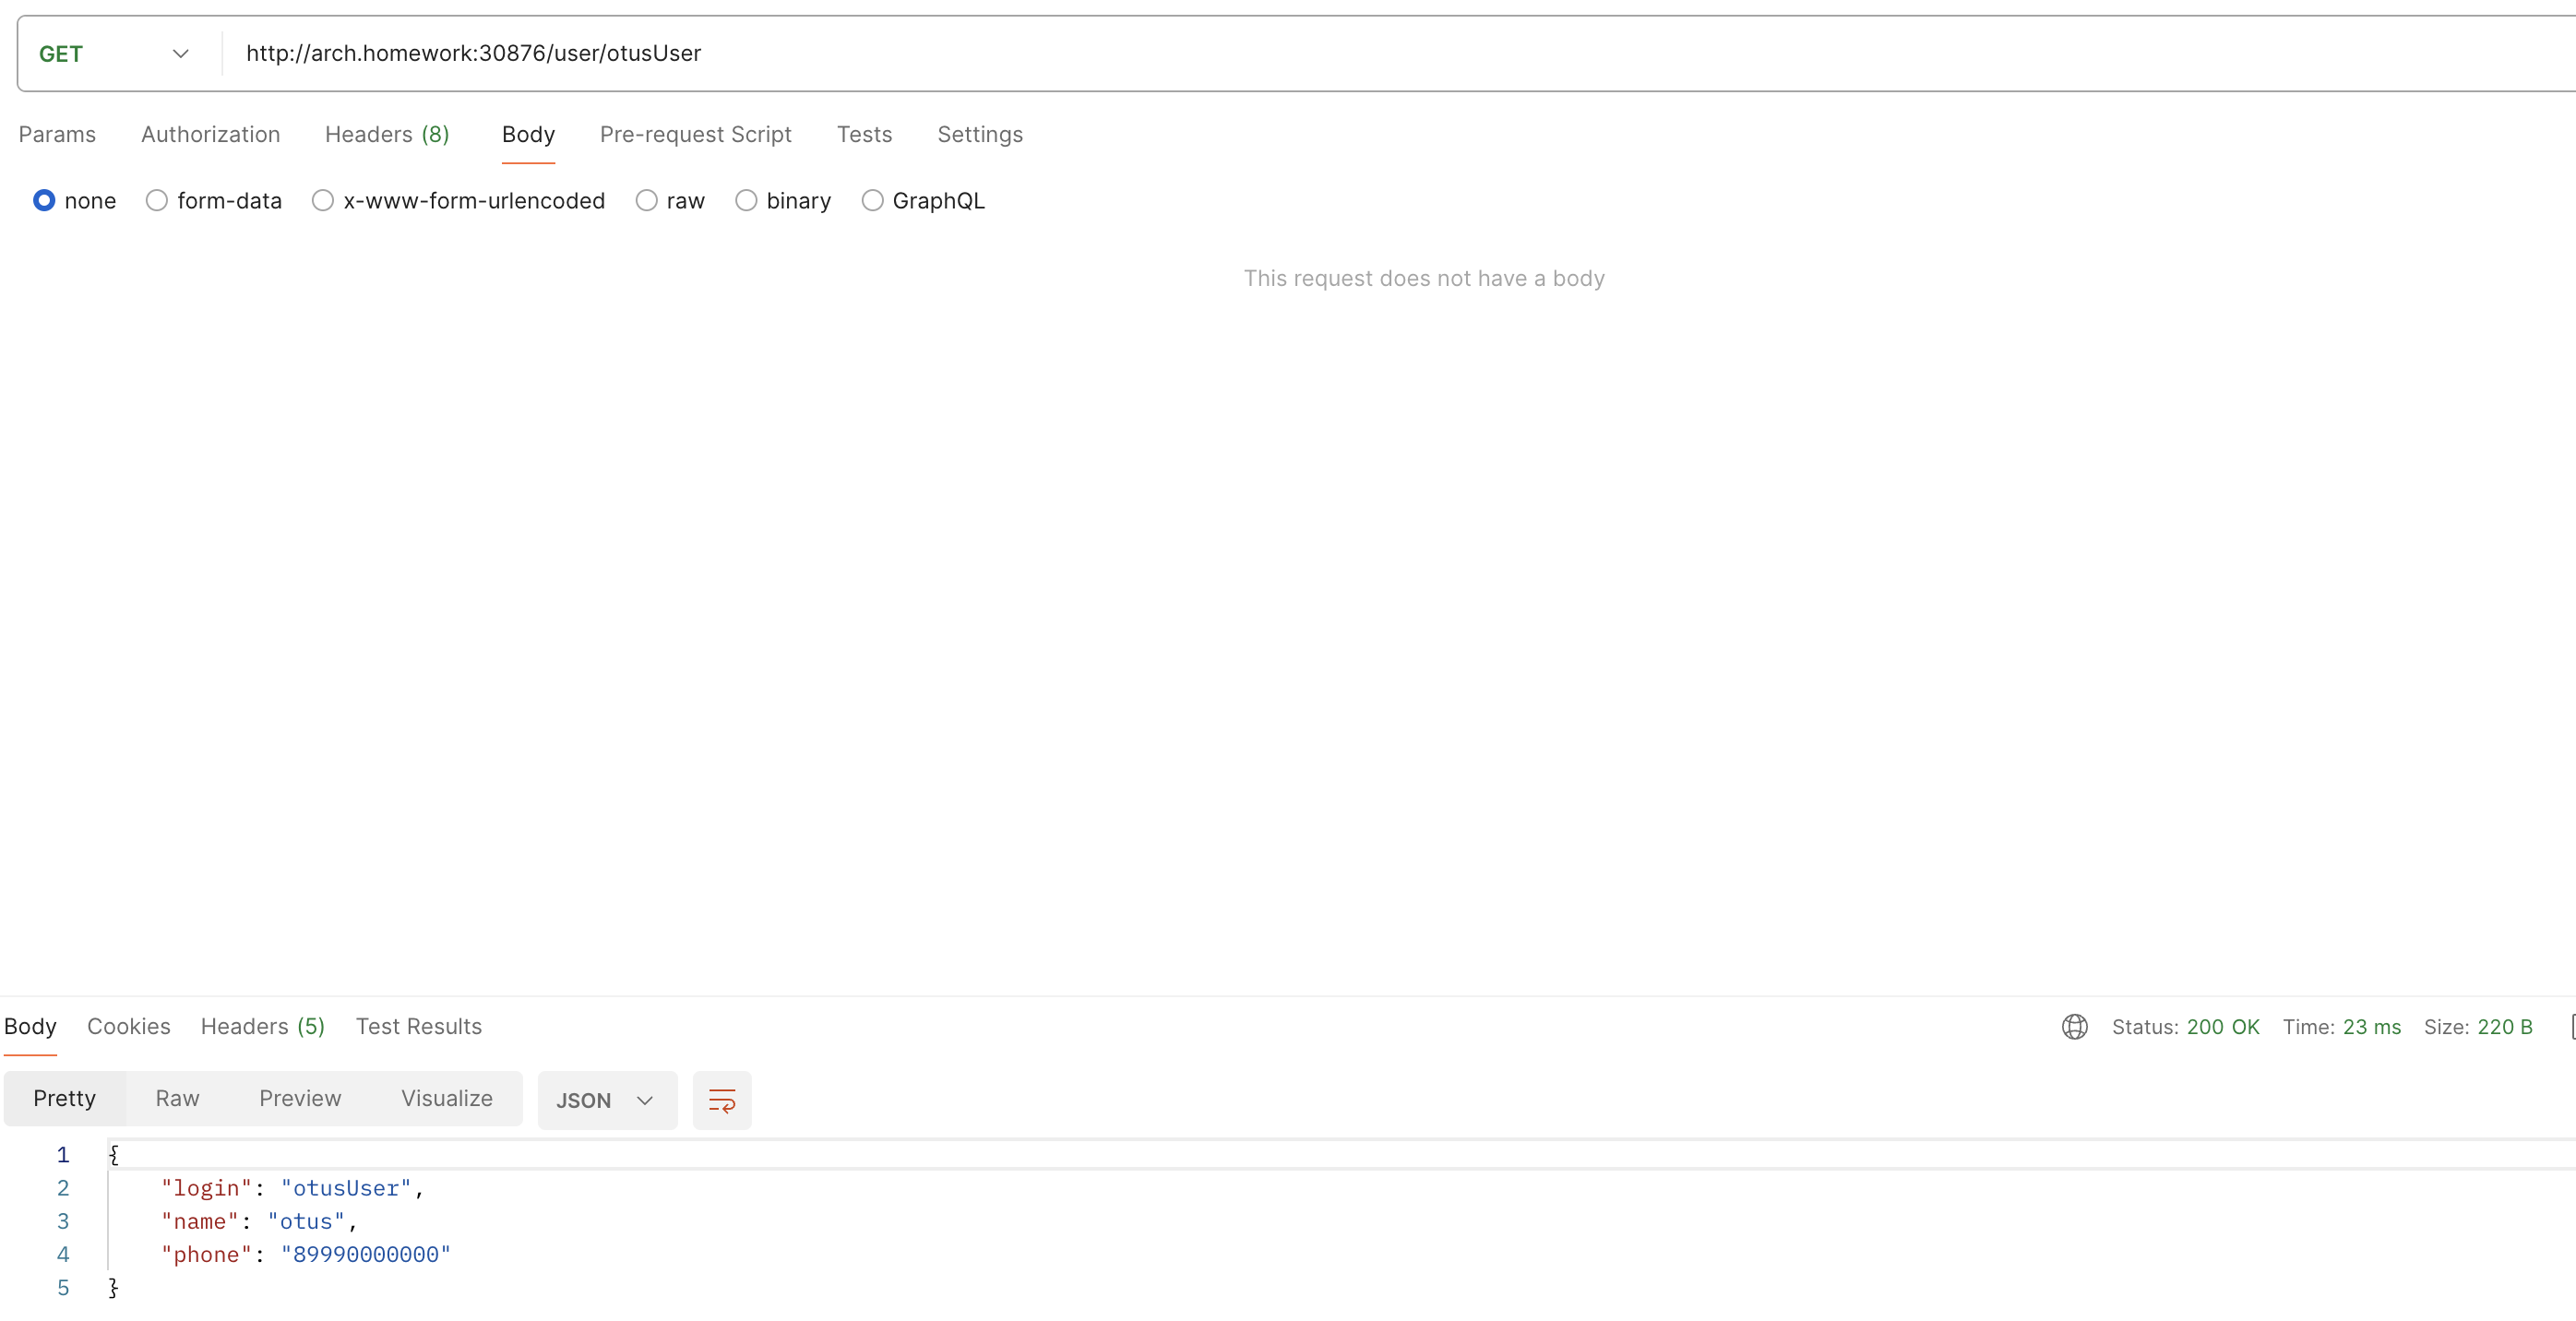 GET http://arch.homework:30876/user/otusUser
Params Authorization Headers (8) Body Pre-request Script Tests Settings
none form-data x-www-form-urlencoded raw binary GraphQL
This request does not have a body
Body Cookies Headers (5) Test Results Status: 200 OK Time: 23 ms Size: 220 B
Pretty Raw Preview Visualize JSON
1 {
2 "login": "otusUser",
3 "name": "otus",
4 "phone": "89990000000"
5 }